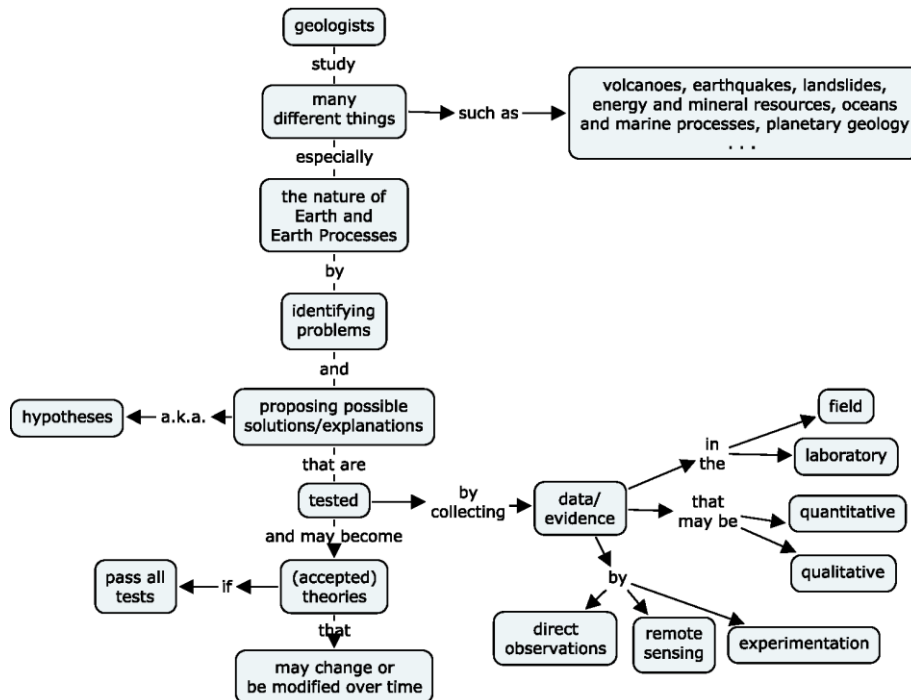 geologists
study
many
different things
such as
volcanoes, earthquakes, landslides,
energy and mineral resources, oceans
and marine processes, planetary geology
. . .
especially
the nature of
Earth and
Earth Processes
by
identifying
problems
and
proposing possible
solutions/explanations
a.k.a.
hypotheses
that are
tested
by
collecting
data/
evidence
in
the
field
laboratory
that
may be
quantitative
qualitative
by
direct
observations
remote
sensing
experimentation
and may become
(accepted)
theories
if
pass all
tests
that
may change or
be modified over time